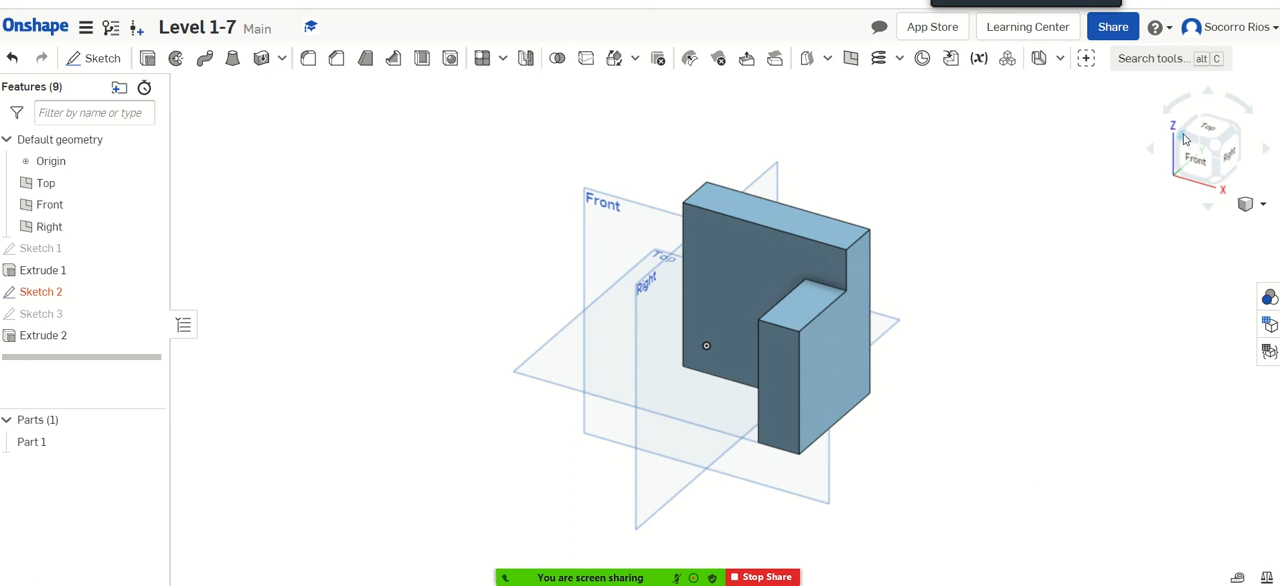 Onshape Level 1-7 Main App Store Learning Center Share Socorro Rios
Sketch (x) Search tools... alt C
Features (9)
Filter by name or type
Default geometry
Origin
Top
Front
Right
Sketch 1
Extrude 1
Sketch 2
Sketch 3
Extrude 2
Parts (1)
Part 1
Front
Top
Right
Z
Top
Front
Right
X
You are screen sharing Stop Share